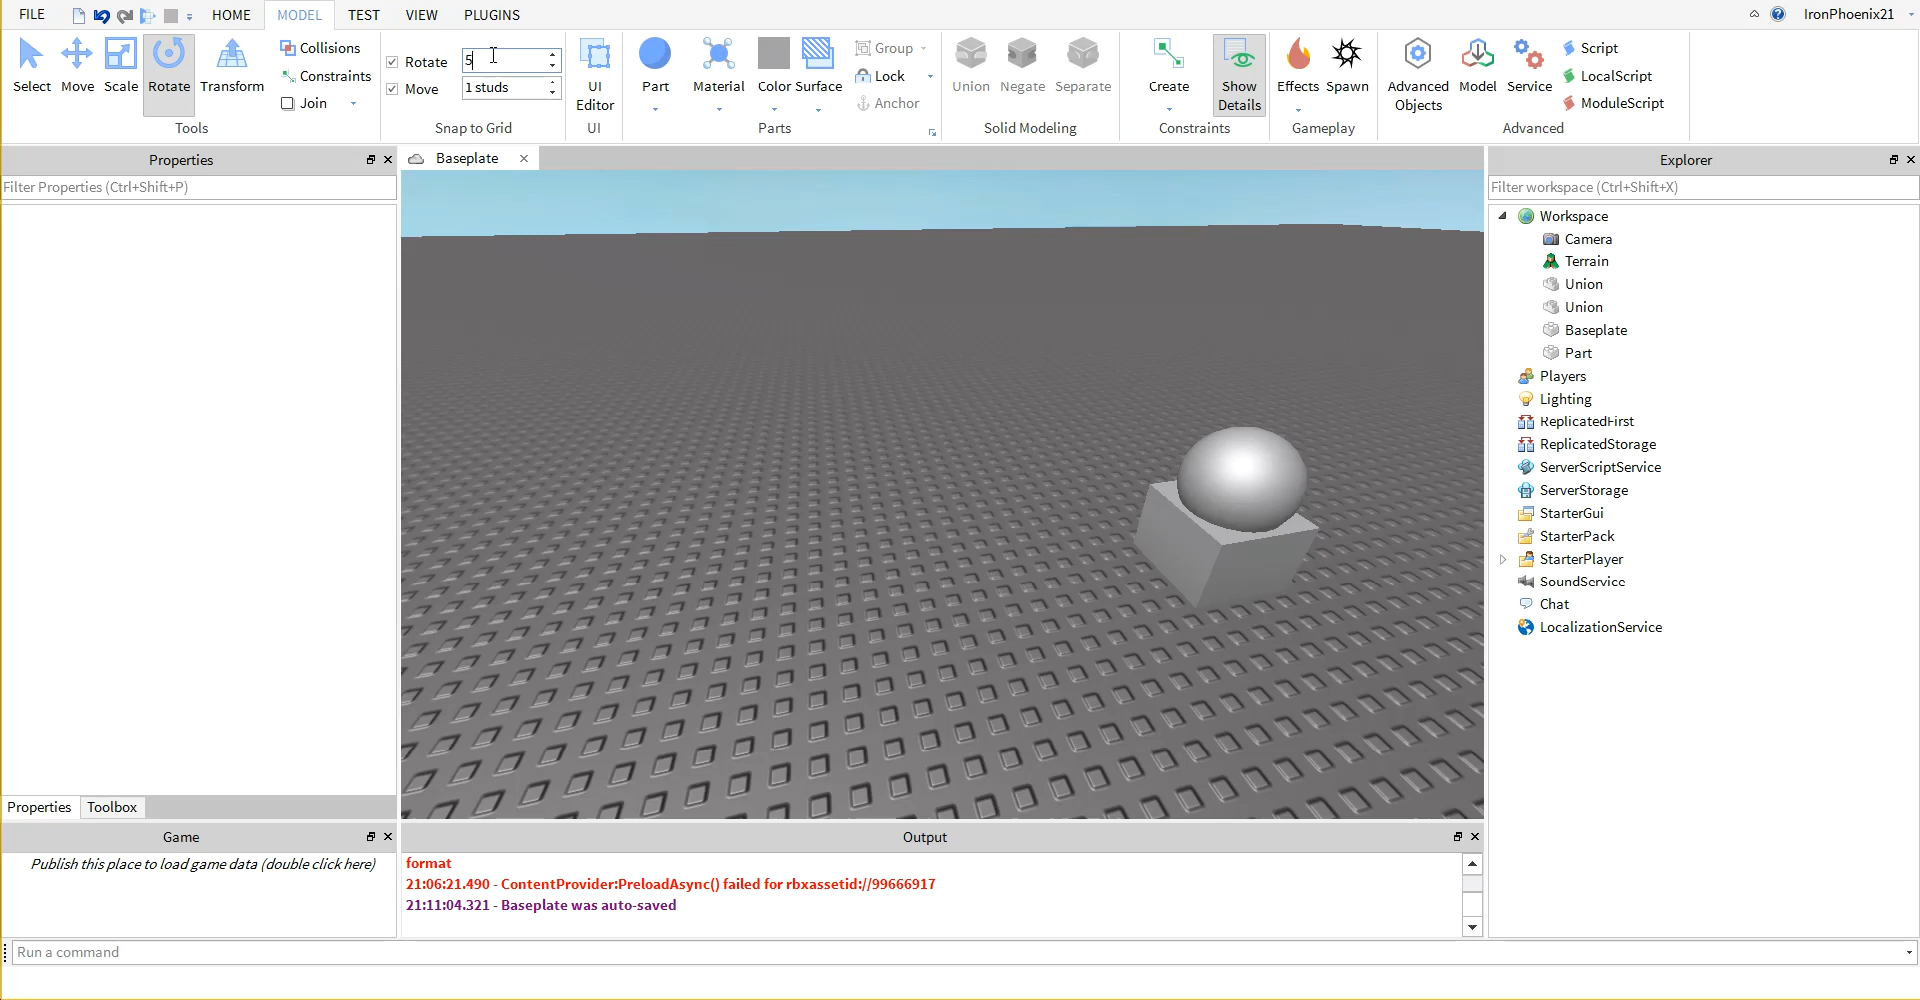 FILE HOME MODEL TEST VIEW PLUGINS IronPhoenix21
Select Move Scale Rotate Transform
Collisions
Constraints
Join
Tools
Rotate 5
Move 1 studs
Snap to Grid
UI Editor
UI
Part Material Color Surface
Group
Lock
Anchor
Parts
Union Negate Separate
Solid Modeling
Create Show Details
Constraints
Effects Spawn
Gameplay
Advanced Objects Model Service
Script
LocalScript
ModuleScript
Advanced
Properties
Filter Properties (Ctrl+Shift+P)
Properties Toolbox
Game
Publish this place to load game data (double click here)
Baseplate
Output
format
21:06:21.490 - ContentProvider:PreloadAsync() failed for rbxassetid://99666917
21:11:04.321 - Baseplate was auto-saved
Explorer
Filter workspace (Ctrl+Shift+X)
Workspace
Camera
Terrain
Union
Union
Baseplate
Part
Players
Lighting
ReplicatedFirst
ReplicatedStorage
ServerScriptService
ServerStorage
StarterGui
StarterPack
StarterPlayer
SoundService
Chat
LocalizationService
Run a command